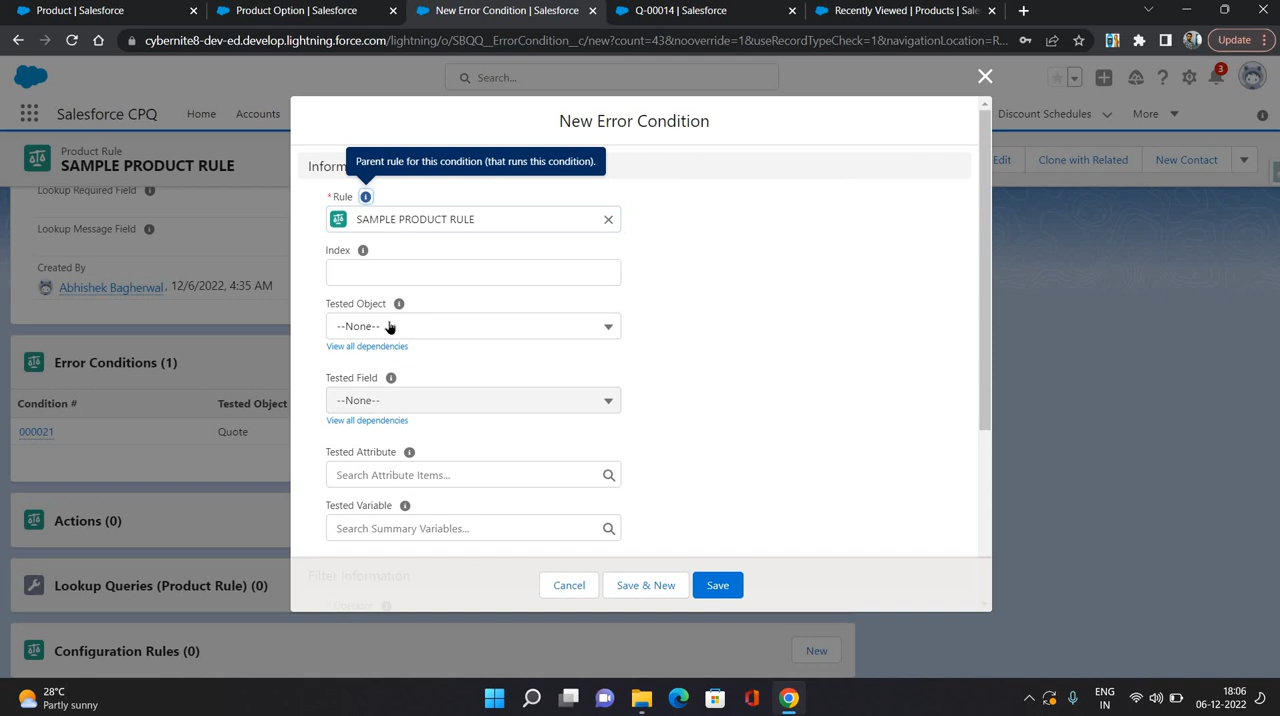 Product | Salesforce
Product Option | Salesforce
New Error Condition | Salesforce
Q-00014 | Salesforce
Recently Viewed | Products | Sale
cybernite8-dev-ed.develop.lightning.force.com/lightning/o/SBQQ__ErrorCondition__c/new?count=43&nooverride=1&useRecordTypeCheck=1&navigationLocation=R...
Update
Search...
3
Salesforce CPQ
Home
Accounts
Discount Schedules
More
New Error Condition
Product Rule
SAMPLE PRODUCT RULE
Edit
Clone with Related
New Contact
Parent rule for this condition (that runs this condition).
Inform
Lookup Required Field
*Rule
SAMPLE PRODUCT RULE
Lookup Message Field
Index
Created By
Abhishek Bagherwal, 12/6/2022, 4:35 AM
Tested Object
--None--
View all dependencies
Error Conditions (1)
Tested Field
--None--
View all dependencies
Condition #
Tested Object
000021
Quote
Tested Attribute
Search Attribute Items...
Tested Variable
Search Summary Variables...
Actions (0)
Filter Information
Cancel
Save & New
Save
Lookup Queries (Product Rule) (0)
Configuration Rules (0)
New
28°C
Partly sunny
ENG
IN
18:06
06-12-2022